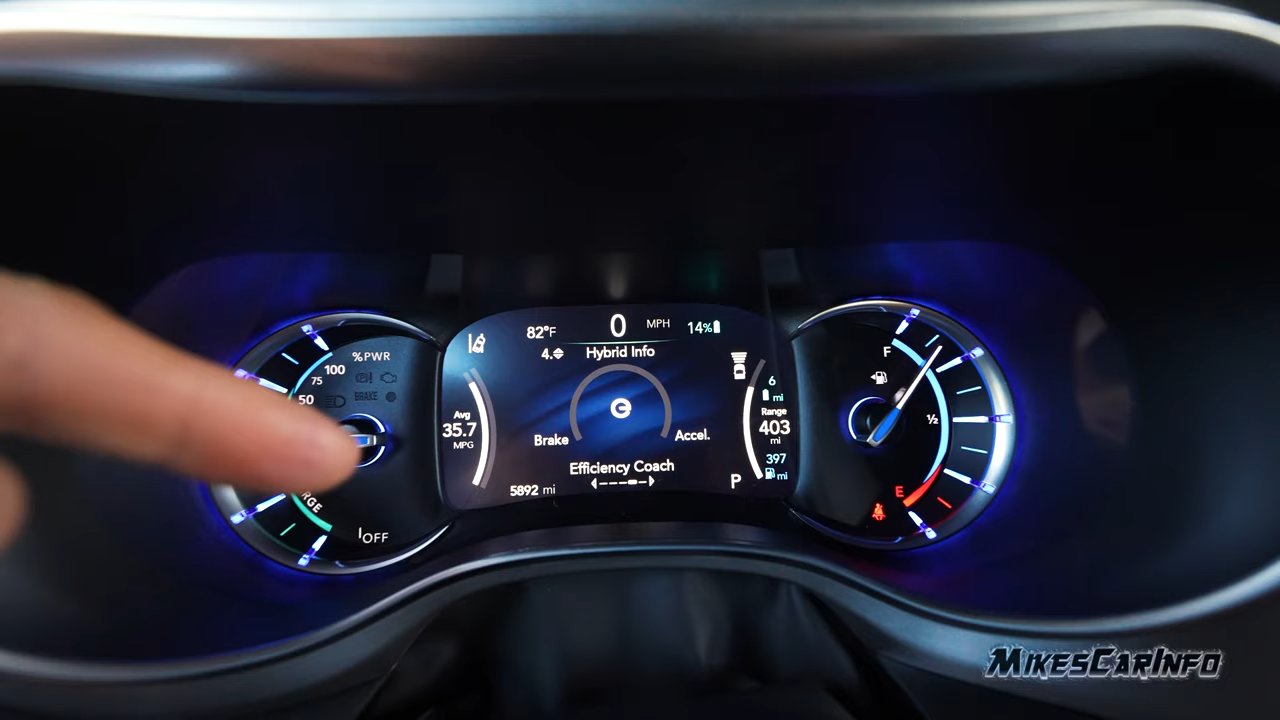 %PWR
100
75
50
BRAKE
RGE
OFF
82°F
0 MPH
14%
4.
Hybrid Info
Avg
35.7
MPG
Brake
Accel.
Efficiency Coach
5892 mi
6
mi
Range
403
mi
397
mi
P
F
½
E
MIKESCARINFO